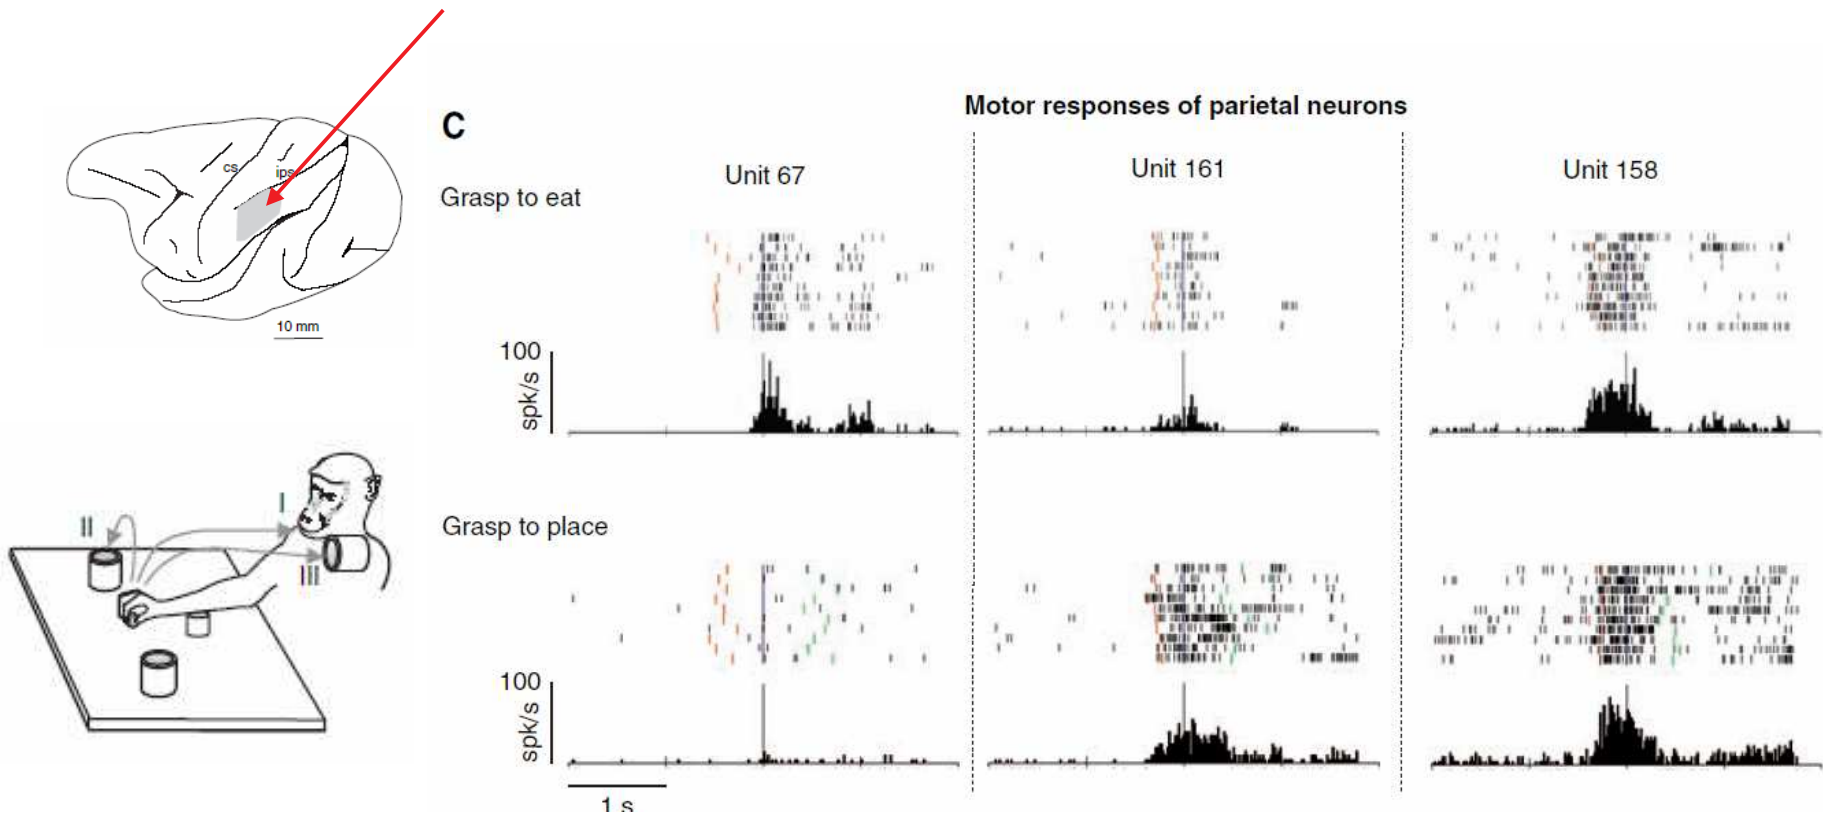 cs
ips
10 mm
I
II
III
C
Motor responses of parietal neurons
Unit 67
Unit 161
Unit 158
Grasp to eat
100
spk/s
Grasp to place
100
spk/s
1 s